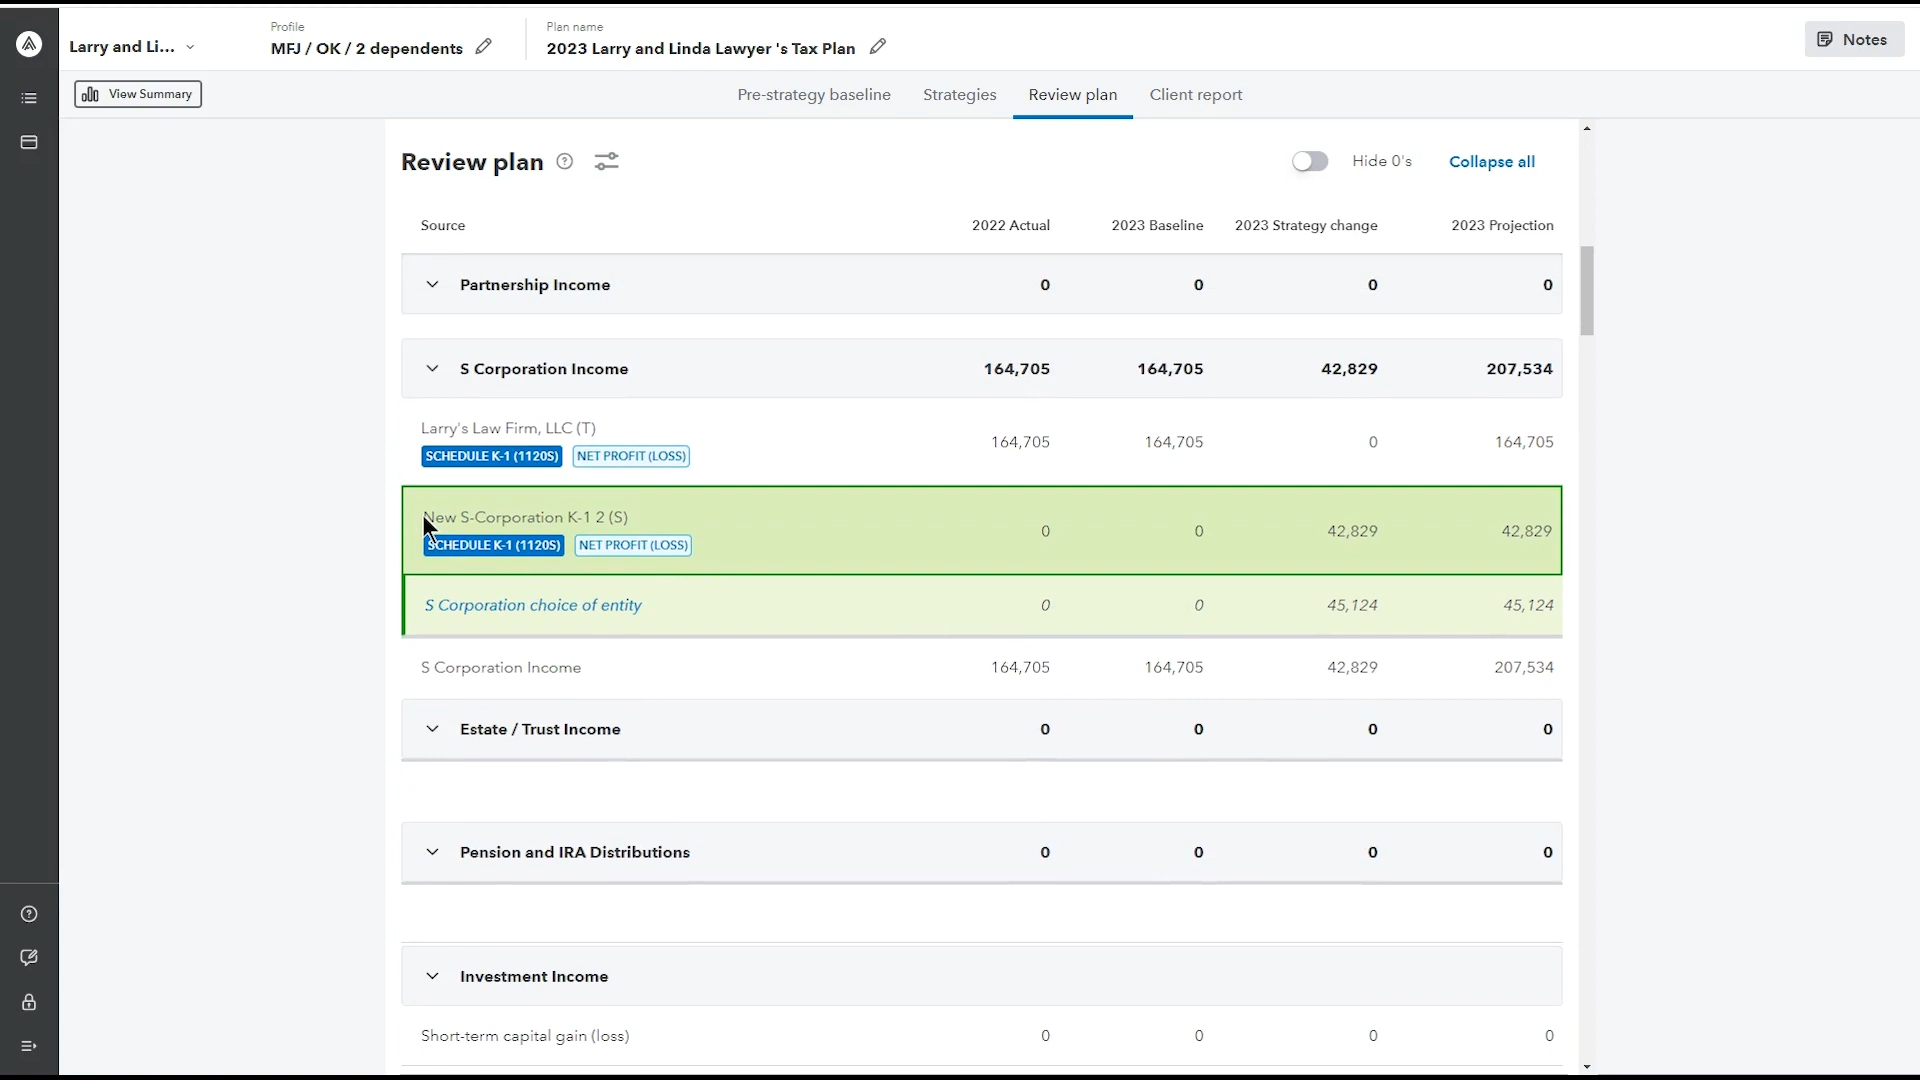 Larry and Li...
Profile
MFJ / OK / 2 dependents
Plan name
2023 Larry and Linda Lawyer 's Tax Plan
Notes
View Summary
Pre-strategy baseline
Strategies
Review plan
Client report
Review plan
Hide 0's
Collapse all
Source 2022 Actual 2023 Baseline 2023 Strategy change 2023 Projection
Partnership Income 0 0 0 0
S Corporation Income 164,705 164,705 42,829 207,534
Larry's Law Firm, LLC (T)
SCHEDULE K-1 (1120S) NET PROFIT (LOSS) 164,705 164,705 0 164,705
New S-Corporation K-1 2 (S)
SCHEDULE K-1 (1120S) NET PROFIT (LOSS) 0 0 42,829 42,829
S Corporation choice of entity 0 0 45,124 45,124
S Corporation Income 164,705 164,705 42,829 207,534
Estate / Trust Income 0 0 0 0
Pension and IRA Distributions 0 0 0 0
Investment Income
Short-term capital gain (loss) 0 0 0 0